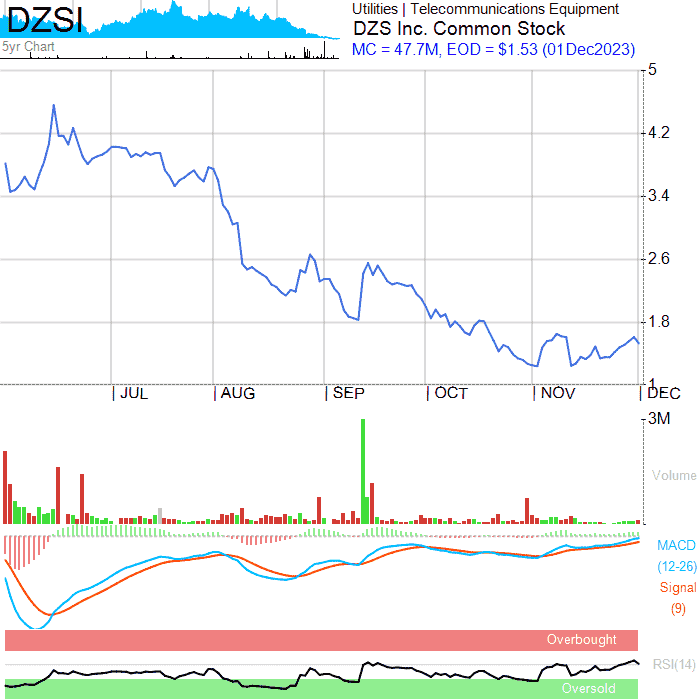 DZSI
5yr Chart
Utilities | Telecommunications Equipment
DZS Inc. Common Stock
MC = 47.7M, EOD = $1.53 (01Dec2023)
5
4.2
3.4
2.6
1.8
1
JUL AUG SEP OCT NOV DEC
3M
Volume
MACD
(12-26)
Signal
(9)
Overbought
RSI(14)
Oversold